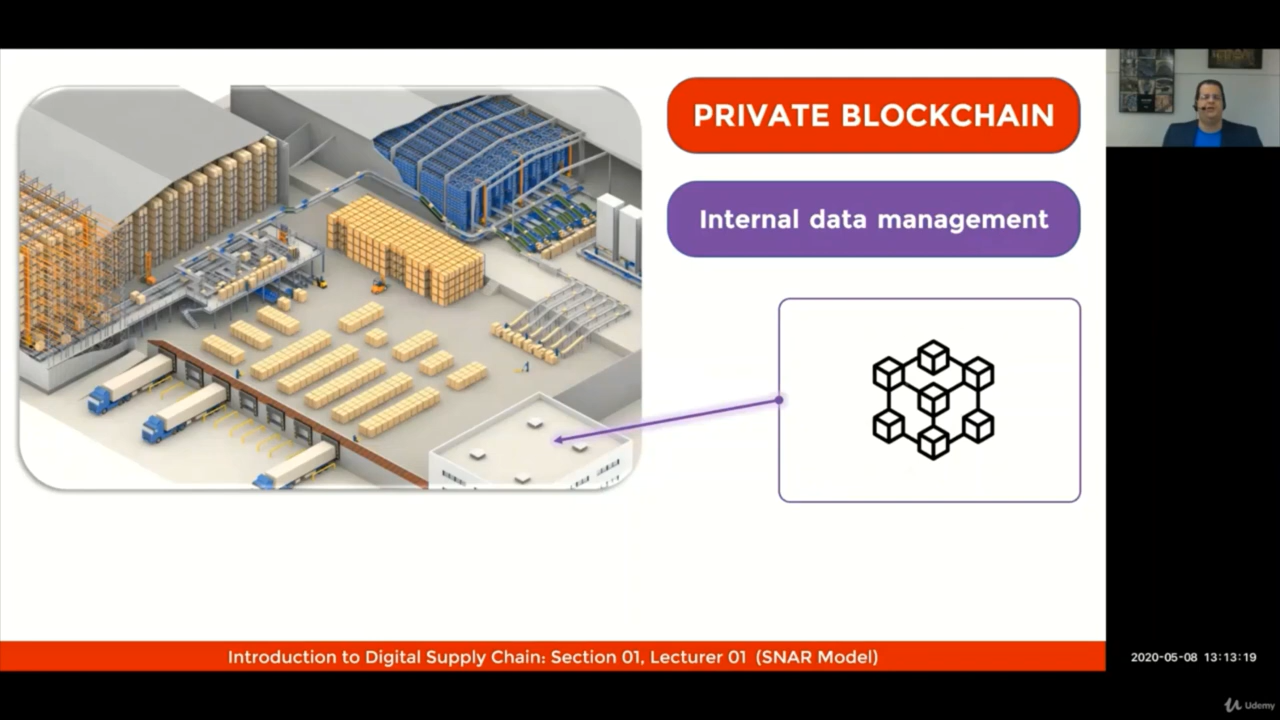 PRIVATE BLOCKCHAIN
Internal data management
Introduction to Digital Supply Chain: Section 01, Lecturer 01 (SNAR Model)
2020-05-08 13:13:19
Udemy